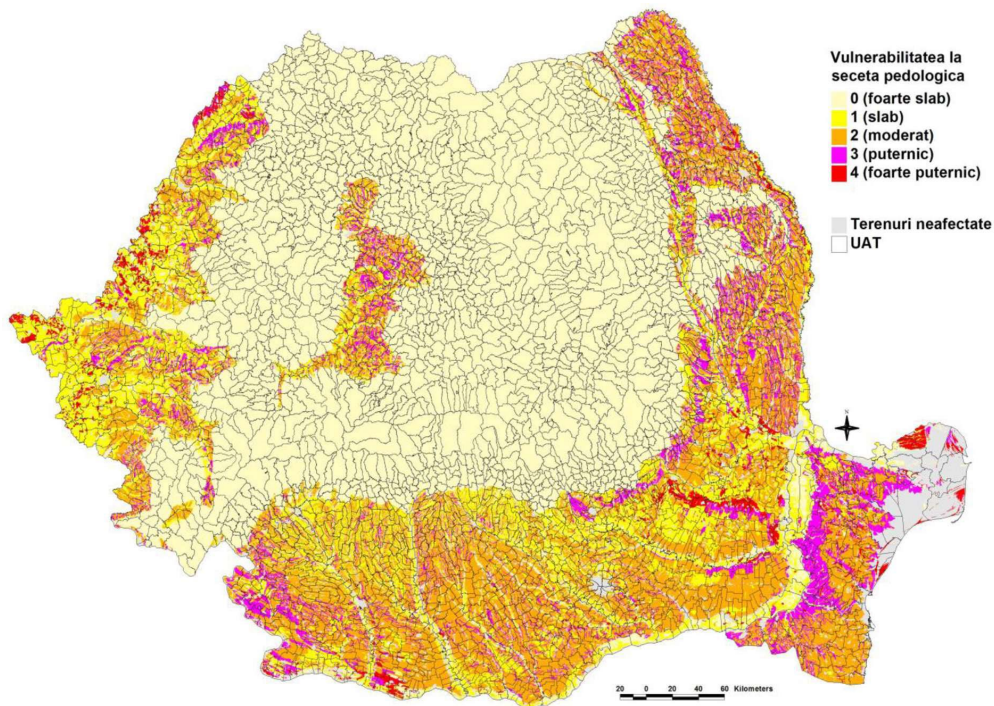 Vulnerabilitatea la
seceta pedologica
0 (foarte slab)
1 (slab)
2 (moderat)
3 (puternic)
4 (foarte puternic)
Terenuri neafectate
UAT
N
20 0 20 40 60 Kilometers